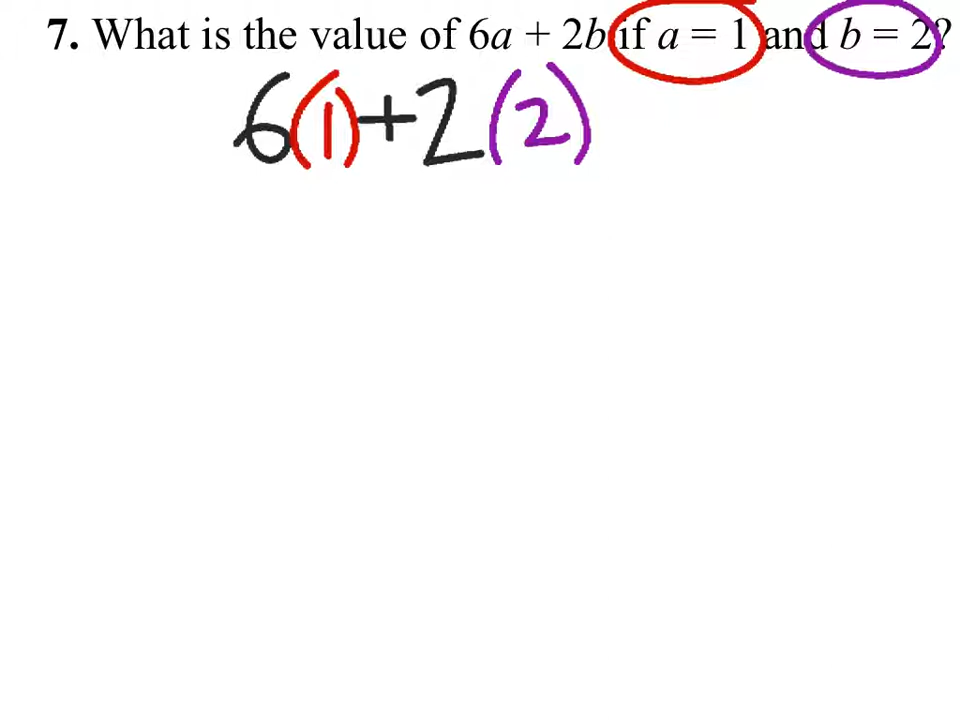 7. What is the value of 6a + 2b if a = 1 and b = 2?
6(1)+2(2)